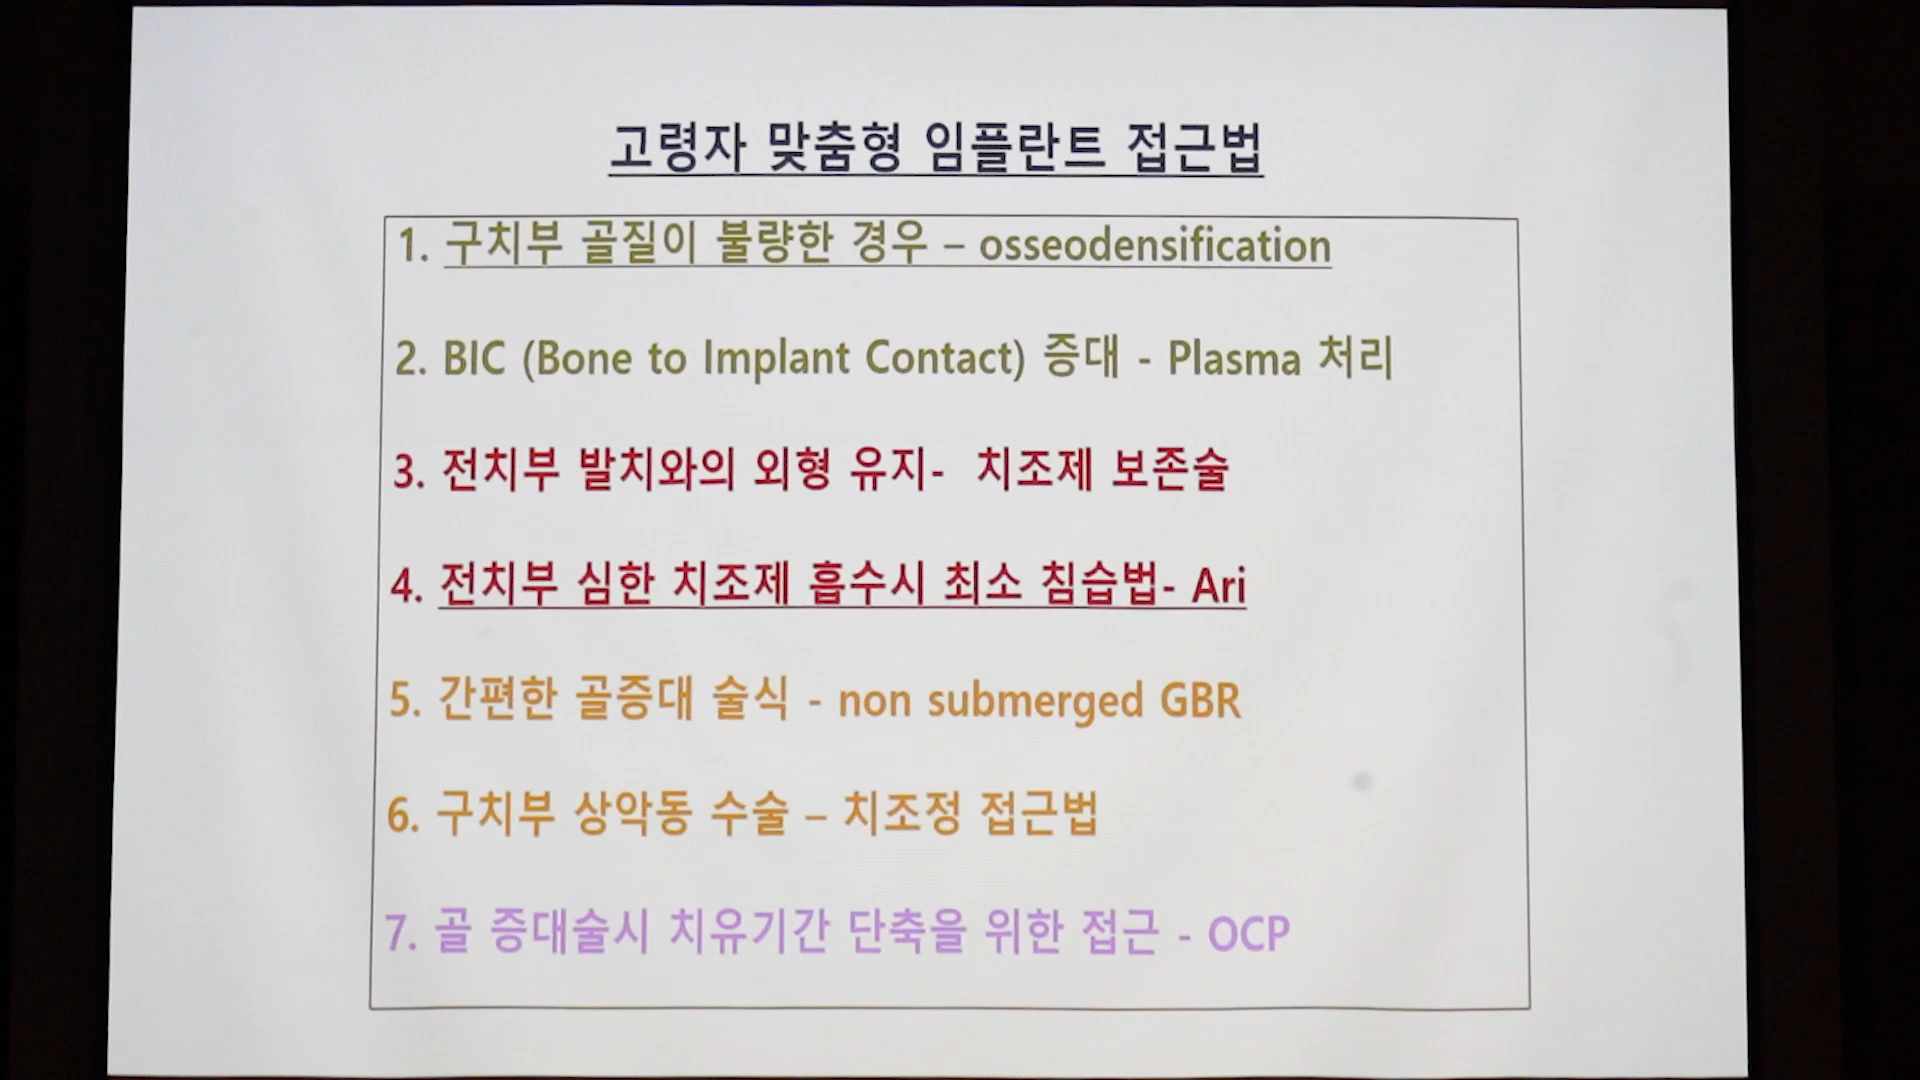 고령자 맞춤형 임플란트 접근법
1. 구치부 골질이 불량한 경우 – osseodensification
2. BIC (Bone to Implant Contact) 증대 - Plasma 처리
3. 전치부 발치와의 외형 유지- 치조제 보존술
4. 전치부 심한 치조제 흡수시 최소 침습법- Ari
5. 간편한 골증대 술식 - non submerged GBR
6. 구치부 상악동 수술 – 치조정 접근법
7. 골 증대술시 치유기간 단축을 위한 접근 - OCP